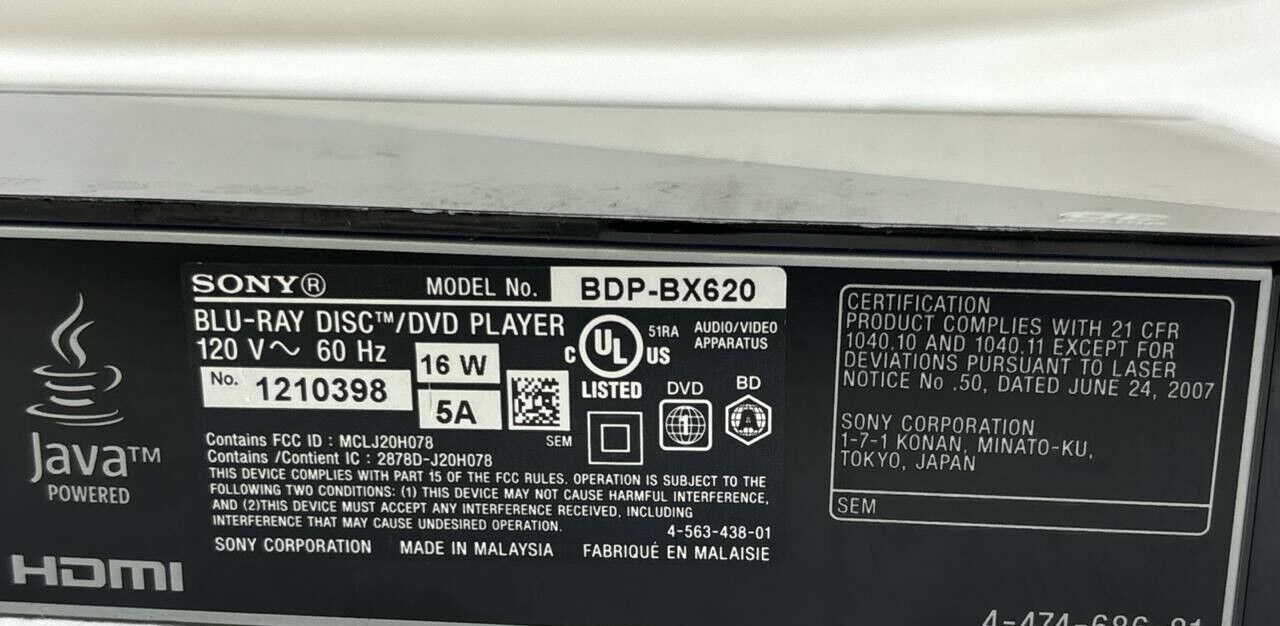 Java™
POWERED
HDMI
SONY® MODEL No. BDP-BX620
BLU-RAY DISC™/DVD PLAYER
120 V~ 60 Hz
16 W
No. 1210398
5A
SEM
C UL US
LISTED
51RA
AUDIO/VIDEO
APPARATUS
DVD
1
BD
A
Contains FCC ID : MCLJ20H078
Contains /Contient IC : 2878D-J20H078
THIS DEVICE COMPLIES WITH PART 15 OF THE FCC RULES. OPERATION IS SUBJECT TO THE
FOLLOWING TWO CONDITIONS: (1) THIS DEVICE MAY NOT CAUSE HARMFUL INTERFERENCE,
AND (2)THIS DEVICE MUST ACCEPT ANY INTERFERENCE RECEIVED, INCLUDING
INTERFERENCE THAT MAY CAUSE UNDESIRED OPERATION.
4-563-438-01
SONY CORPORATION MADE IN MALAYSIA FABRIQUÉ EN MALAISIE
CERTIFICATION
PRODUCT COMPLIES WITH 21 CFR
1040.10 AND 1040.11 EXCEPT FOR
DEVIATIONS PURSUANT TO LASER
NOTICE No .50, DATED JUNE 24, 2007
SONY CORPORATION
1-7-1 KONAN, MINATO-KU,
TOKYO, JAPAN
SEM